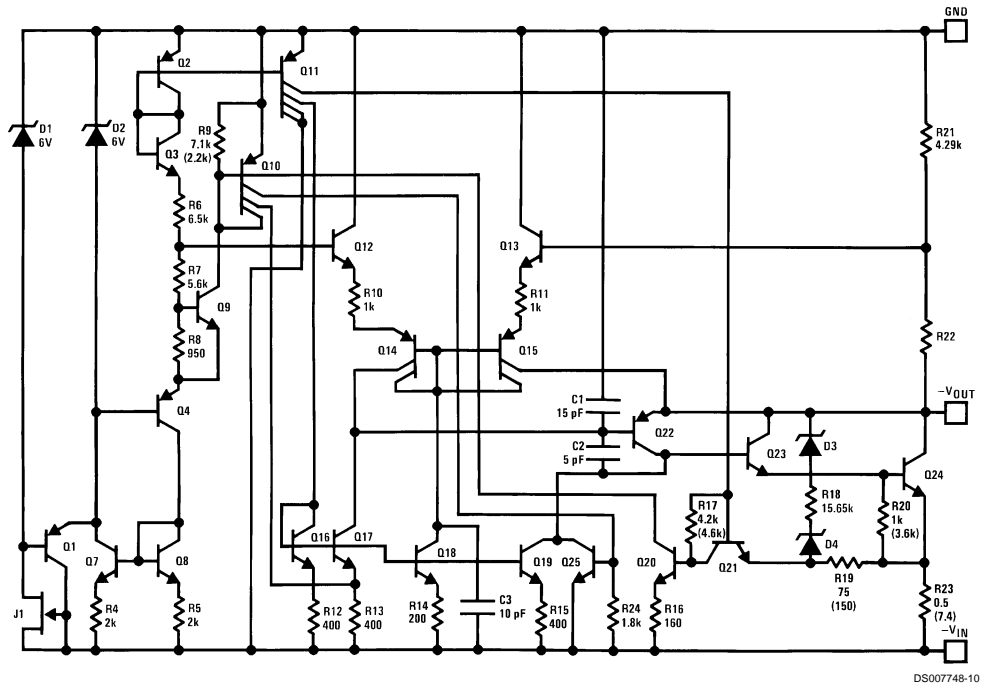 GND
Q2
Q11
D1
6V
D2
6V
Q3
R9
7.1k
(2.2k)
Q10
R21
4.29k
R6
6.5k
Q12
Q13
R7
5.6k
Q9
R10
1k
R11
1k
R8
950
Q14
Q15
R22
Q4
C1
15 pF
-VOUT
Q22
C2
5 pF
Q23
D3
Q24
R18
15.65k
R20
1k
(3.6k)
R17
4.2k
(4.6k)
Q1
Q7
Q8
Q16
Q17
Q18
Q19
Q25
Q20
Q21
D4
R19
75
(150)
J1
R4
2k
R5
2k
R12
400
R13
400
R14
200
C3
10 pF
R15
400
R24
1.8k
R16
160
R23
0.5
(7.4)
-VIN
DS007748-10